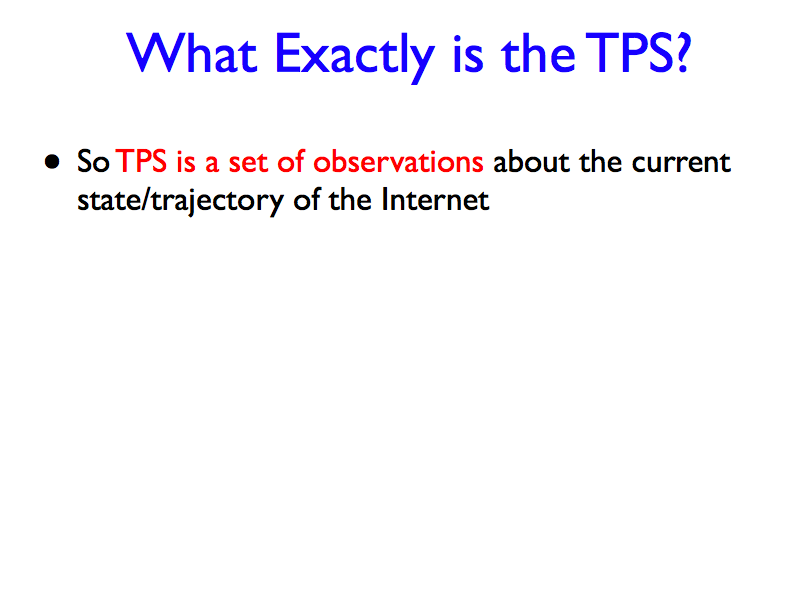 What Exactly is the TPS?
• So TPS is a set of observations about the current
state/trajectory of the Internet